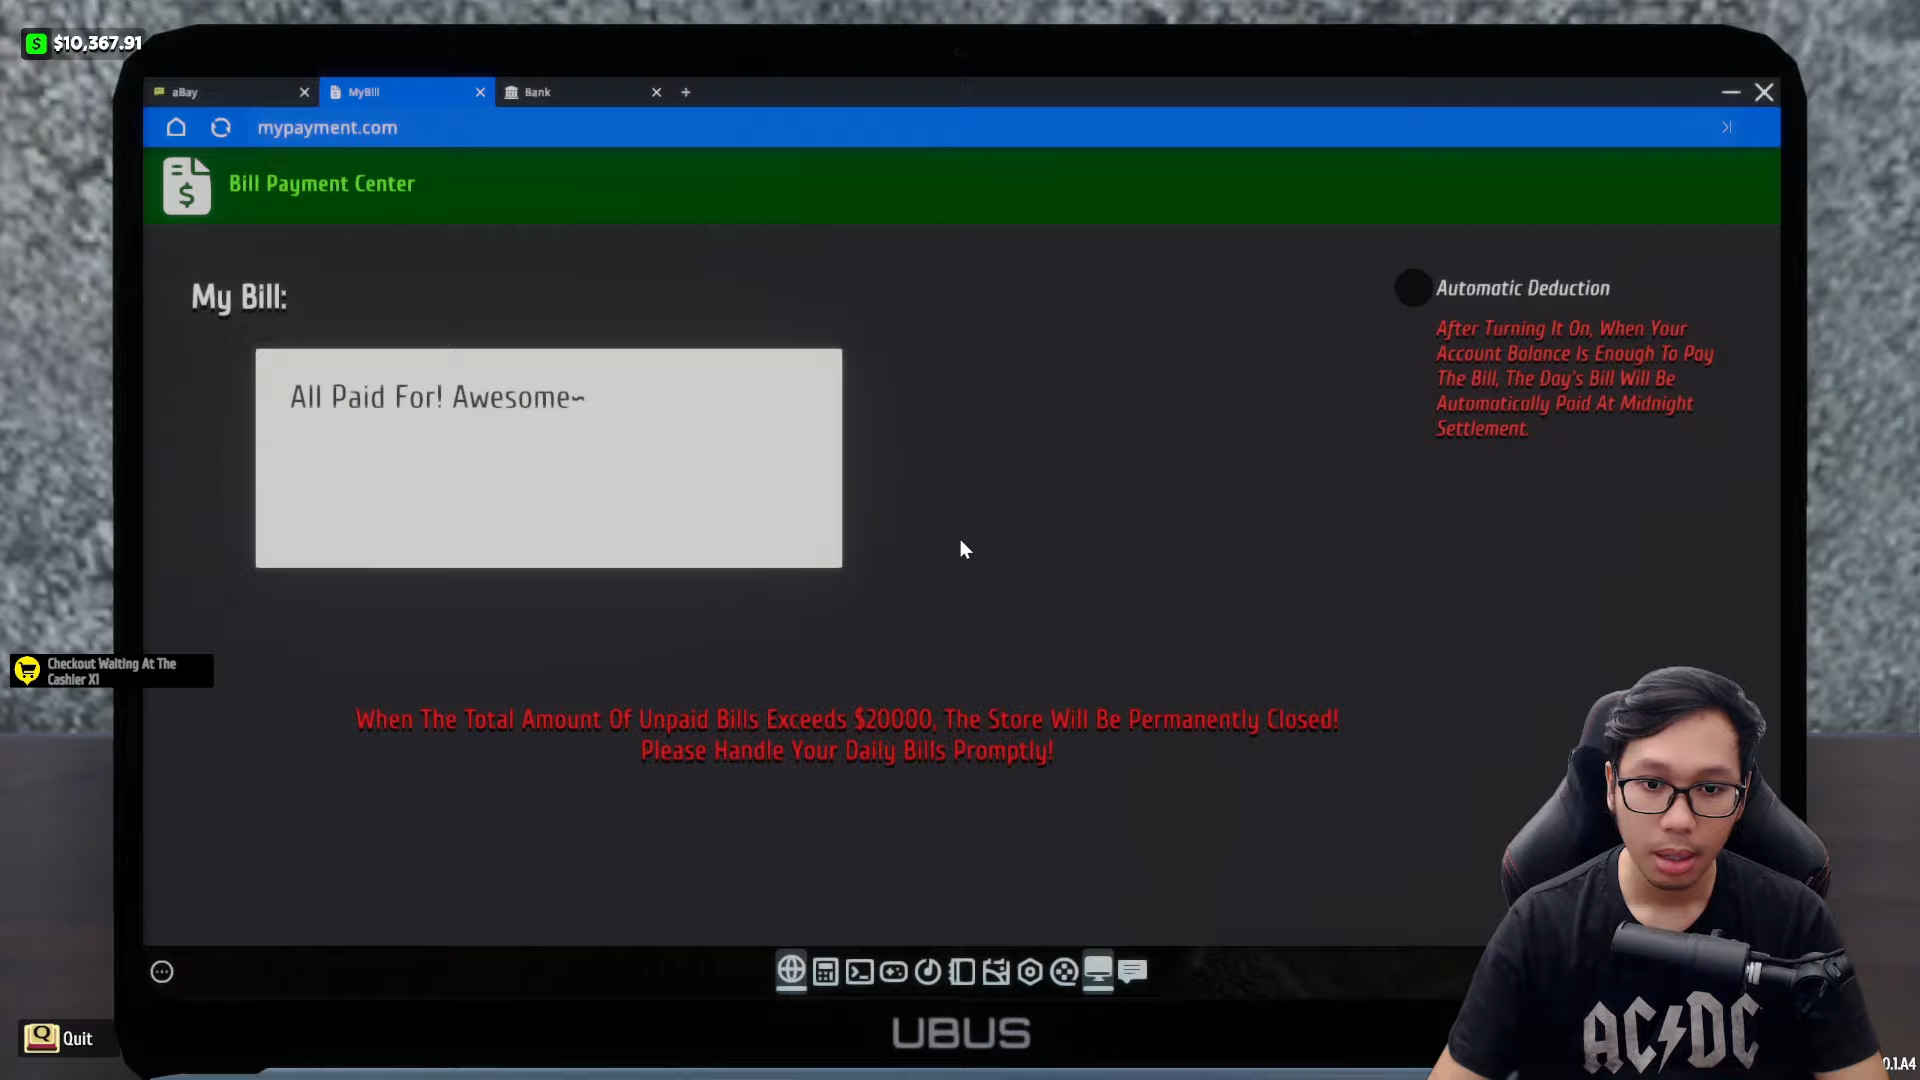 $10,367.91
aBay
MyBill
Bank
mypayment.com
Bill Payment Center
My Bill:
All Paid For! Awesome~
Automatic Deduction
After Turning It On, When Your
Account Balance Is Enough To Pay
The Bill, The Day's Bill Will Be
Automatically Paid At Midnight
Settlement.
Checkout Waiting At The
Cashier X1
When The Total Amount Of Unpaid Bills Exceeds $20000, The Store Will Be Permanently Closed!
Please Handle Your Daily Bills Promptly!
Q Quit
UBUS
AC/DC
0.1.A4